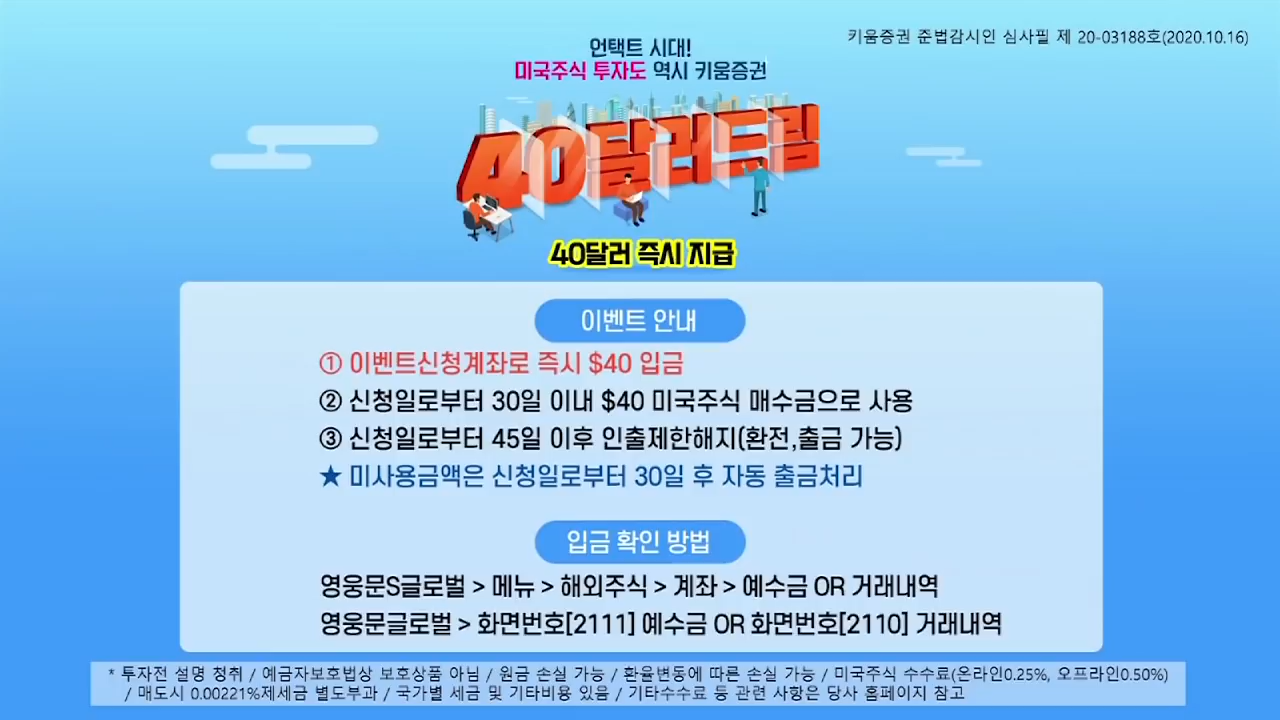 키움증권 준법감시인 심사필 제 20-03188호(2020.10.16)
언택트 시대!
미국주식 투자도 역시 키움증권
40달러드림
40달러 즉시 지급
이벤트 안내
① 이벤트신청계좌로 즉시 $40 입금
② 신청일로부터 30일 이내 $40 미국주식 매수금으로 사용
③ 신청일로부터 45일 이후 인출제한해지(환전,출금 가능)
★ 미사용금액은 신청일로부터 30일 후 자동 출금처리
입금 확인 방법
영웅문S글로벌 > 메뉴 > 해외주식 > 계좌 > 예수금 OR 거래내역
영웅문글로벌 > 화면번호[2111] 예수금 OR 화면번호[2110] 거래내역
* 투자전 설명 청취 / 예금자보호법상 보호상품 아님 / 원금 손실 가능 / 환율변동에 따른 손실 가능 / 미국주식 수수료(온라인0.25%, 오프라인0.50%)
/ 매도시 0.00221%제세금 별도부과 / 국가별 세금 및 기타비용 있음 / 기타수수료 등 관련 사항은 당사 홈페이지 참고